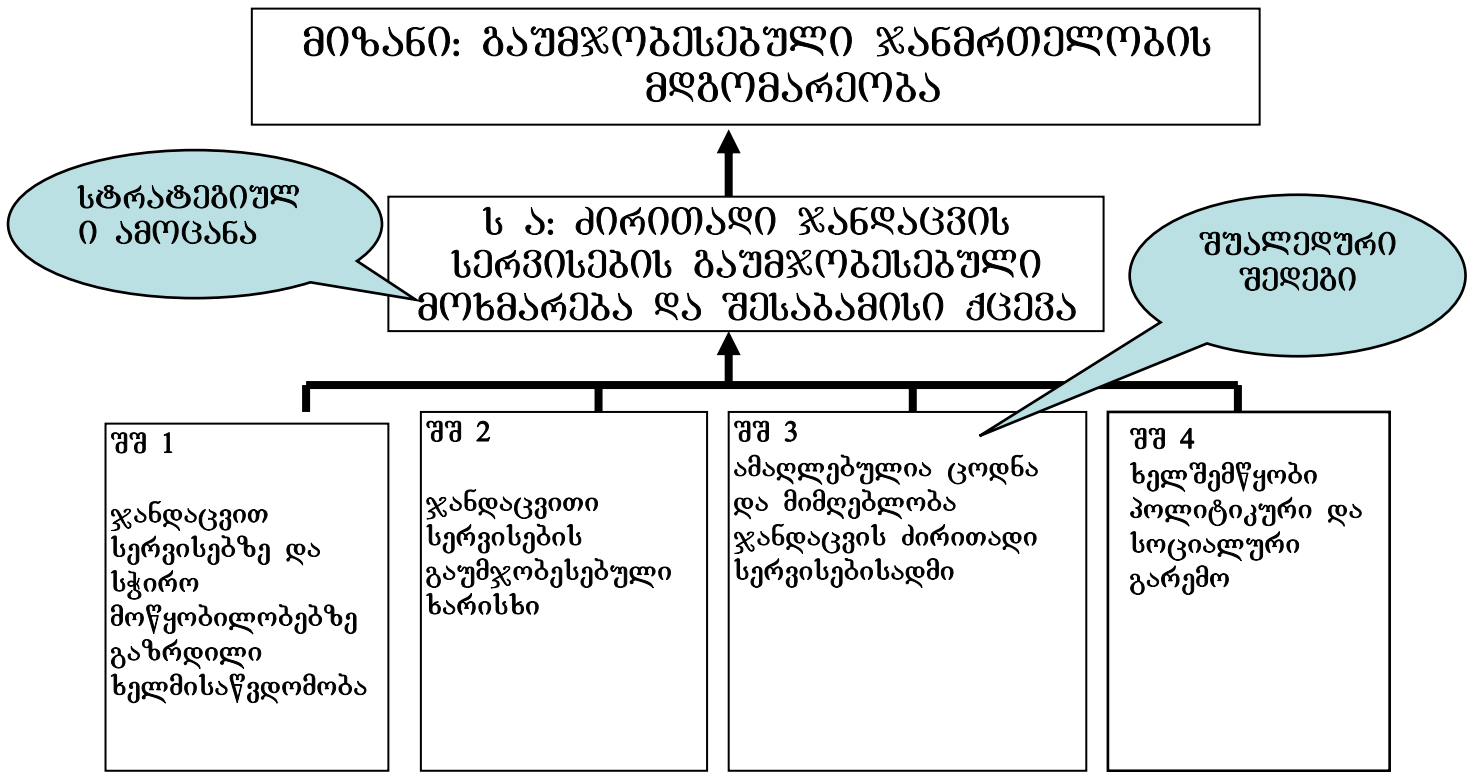 მიზანი: გაუმჯობესებული ჯანმრთელობის
მდგომარეობა
სტრატეგიულ
ი ამოცანა
ს ა: ძირითადი ჯანდაცვის
სერვისების გაუმჯობესებული
მოხმარება და შესაბამისი ქცევა
შუალედური
შედეგი
შშ 1
ჯანდაცვით
სერვისებზე და
სჭირო
მოწყობილობებზე
გაზრდილი
ხელმისაწვდომობა
შშ 2
ჯანდაცვითი
სერვისების
გაუმჯობესებული
ხარისხი
შშ 3
ამაღლებულია ცოდნა
და მიმღებლობა
ჯანდაცვის ძირითადი
სერვისებისადმი
შშ 4
ხელშემწყობი
პოლიტიკური და
სოციალური
გარემო